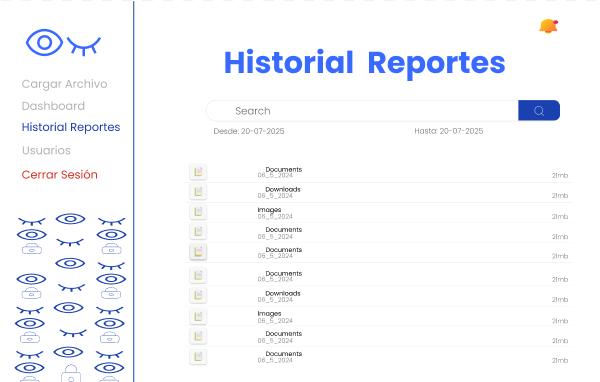 Historial Reportes
Cargar Archivo
Dashboard
Historial Reportes
Usuarios
Cerrar Sesión
Search
Desde: 20-07-2025
Hasta: 20-07-2025
Documents
06_5_2024
21mb
Downloads
06_5_2024
21mb
Images
06_5_2024
21mb
Documents
06_5_2024
21mb
Documents
06_5_2024
21mb
Documents
06_5_2024
21mb
Downloads
06_5_2024
21mb
Images
06_5_2024
21mb
Documents
06_5_2024
21mb
Documents
06_5_2024
21mb